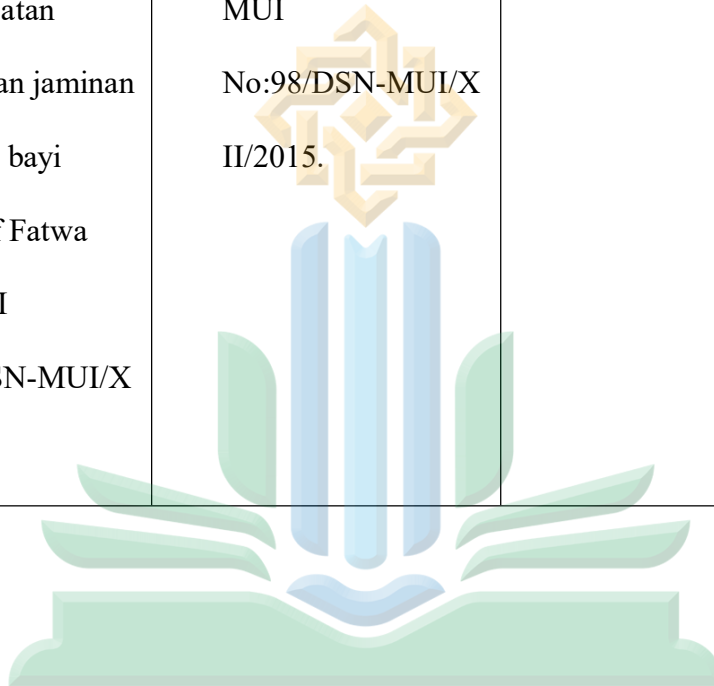 atan
an jaminan
bayi
f Fatwa
I
SN-MUI/X
MUI
No:98/DSN-MUI/X
II/2015.